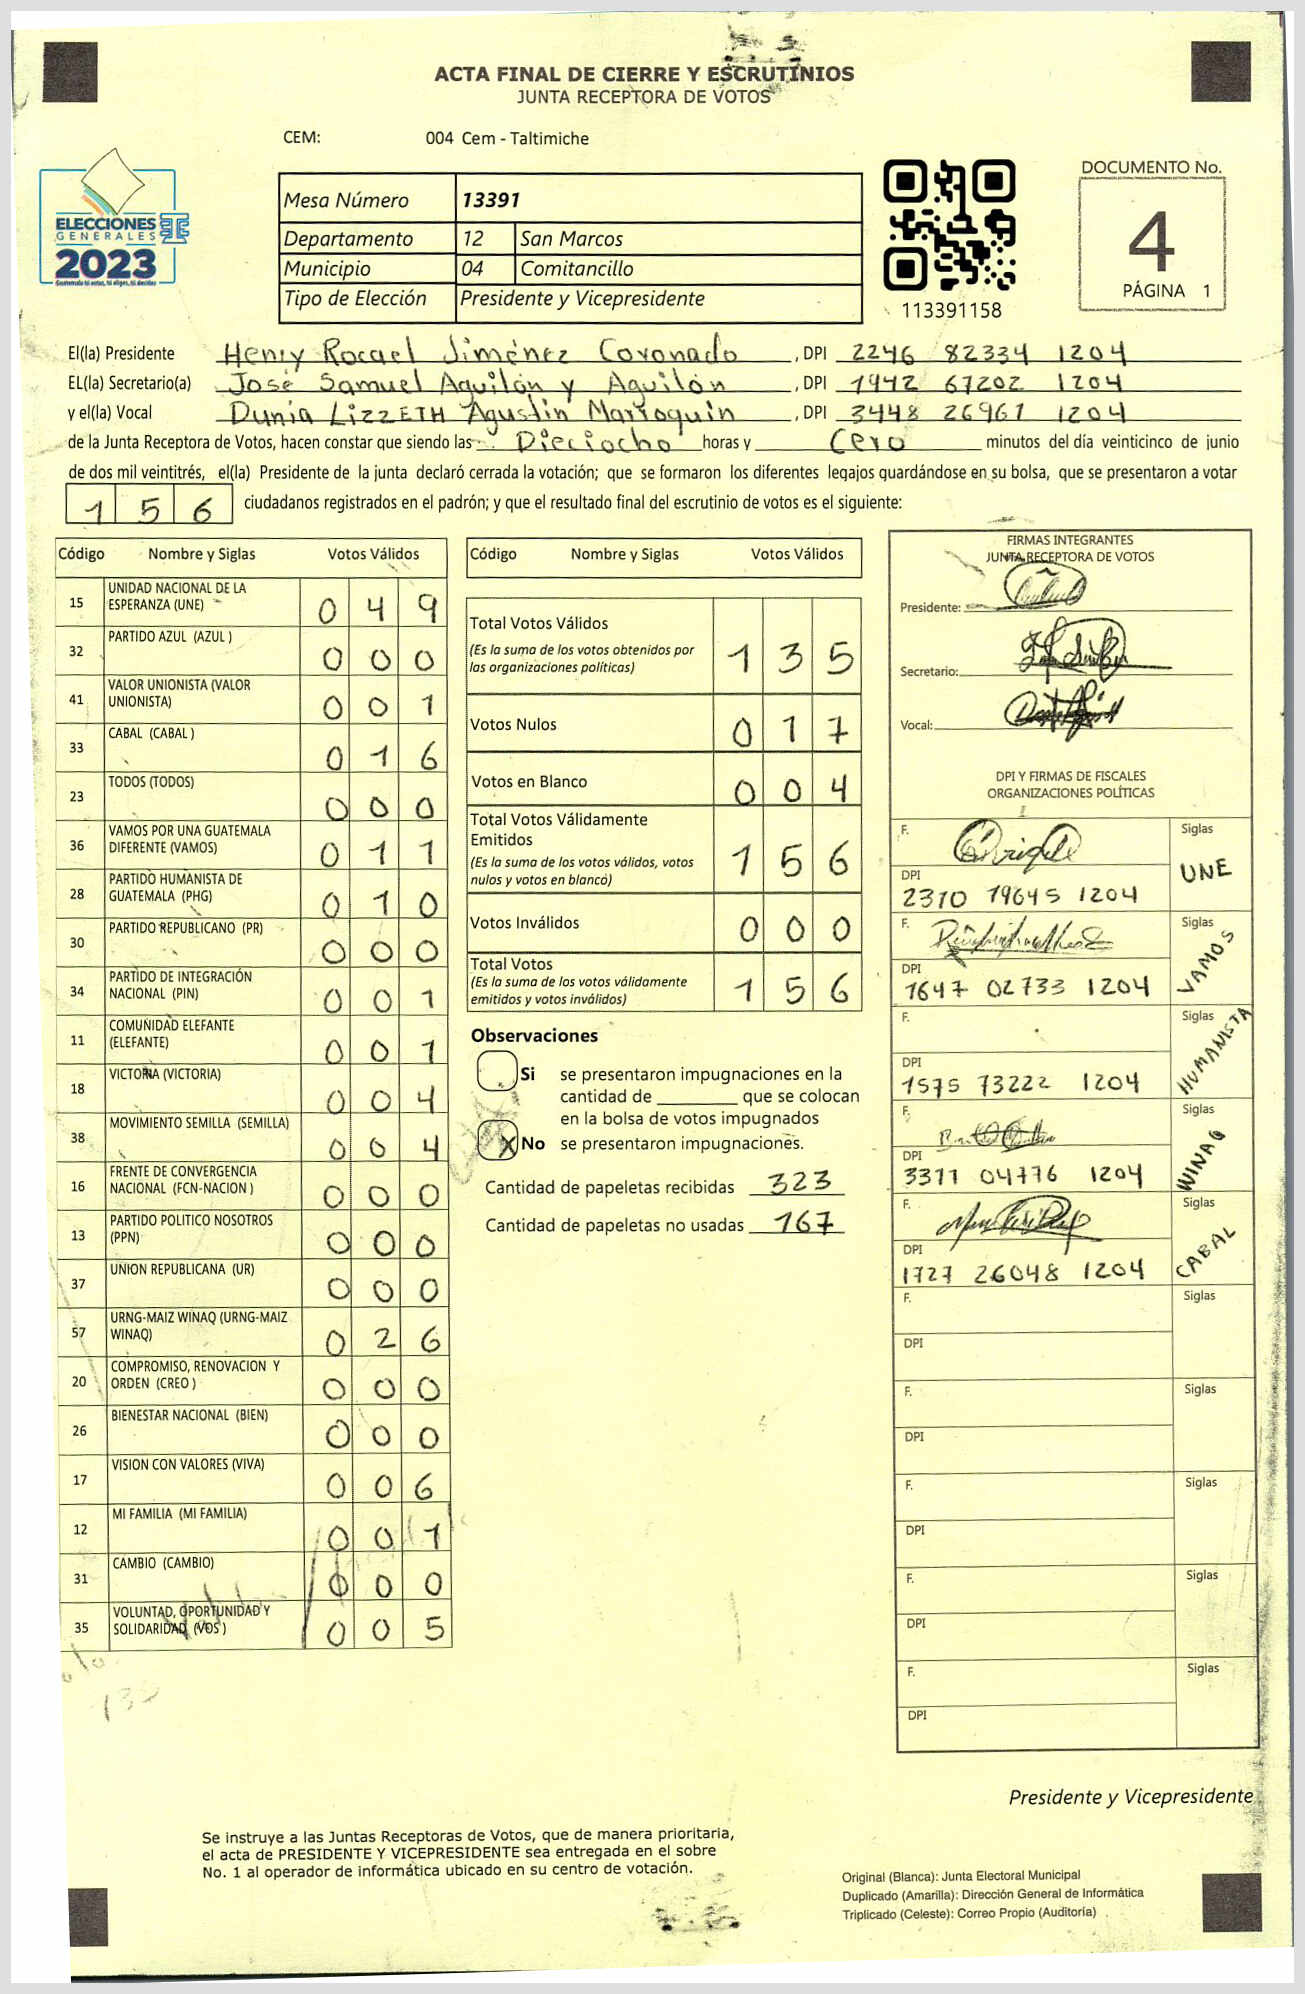 ACTA FINAL DE CIERRE Y ESCRUTINIOS
JUNTA RECEPTORA DE VOTOS
CEM: 004 Cem - Taltimiche
ELECCIONES
GENERALES
2023
Guatemala tú votas, tú eliges, tú decides
Mesa Número 13391
Departamento 12 San Marcos
Municipio 04 Comitancillo
Tipo de Elección Presidente y Vicepresidente
113391158
DOCUMENTO No.
4
PÁGINA 1
El(la) Presidente Henry Rocael Jiménez Coronado , DPI 2246 82334 1204
EL(la) Secretario(a) José Samuel Aguilón y Aguilón , DPI 1942 67202 1204
y el(la) Vocal Dunia LizzETH Agustin Marroquín , DPI 3448 26961 1204
de la Junta Receptora de Votos, hacen constar que siendo las Dieciocho horas y Cero minutos del día veinticinco de junio
de dos mil veintitrés, el(la) Presidente de la junta declaró cerrada la votación; que se formaron los diferentes legajos quardándose en su bolsa, que se presentaron a votar
156 ciudadanos registrados en el padrón; y que el resultado final del escrutinio de votos es el siguiente:
Código Nombre y Siglas Votos Válidos
15 UNIDAD NACIONAL DE LA ESPERANZA (UNE) 0 4 9
32 PARTIDO AZUL (AZUL ) 0 0 0
41 VALOR UNIONISTA (VALOR UNIONISTA) 0 0 1
33 CABAL (CABAL ) 0 1 6
23 TODOS (TODOS) 0 0 0
36 VAMOS POR UNA GUATEMALA DIFERENTE (VAMOS) 0 1 1
28 PARTIDO HUMANISTA DE GUATEMALA (PHG) 0 1 0
30 PARTIDO REPUBLICANO (PR) 0 0 0
34 PARTIDO DE INTEGRACIÓN NACIONAL (PIN) 0 0 1
11 COMUNIDAD ELEFANTE (ELEFANTE) 0 0 1
18 VICTORIA (VICTORIA) 0 0 4
38 MOVIMIENTO SEMILLA (SEMILLA) 0 0 4
16 FRENTE DE CONVERGENCIA NACIONAL (FCN-NACION ) 0 0 0
13 PARTIDO POLITICO NOSOTROS (PPN) 0 0 0
37 UNION REPUBLICANA (UR) 0 0 0
57 URNG-MAIZ WINAQ (URNG-MAIZ WINAQ) 0 2 6
20 COMPROMISO, RENOVACION Y ORDEN (CREO ) 0 0 0
26 BIENESTAR NACIONAL (BIEN) 0 0 0
17 VISION CON VALORES (VIVA) 0 0 6
12 MI FAMILIA (MI FAMILIA) 0 0 1
31 CAMBIO (CAMBIO) 0 0 0
35 VOLUNTAD, OPORTUNIDAD Y SOLIDARIDAD (VOS ) 0 0 5
Código Nombre y Siglas Votos Válidos
Total Votos Válidos 1 3 5
(Es la suma de los votos obtenidos por
las organizaciones políticas)
Votos Nulos 0 1 7
Votos en Blanco 0 0 4
Total Votos Válidamente
Emitidos 1 5 6
(Es la suma de los votos válidos, votos
nulos y votos en blanco)
Votos Inválidos 0 0 0
Total Votos 1 5 6
(Es la suma de los votos válidamente
emitidos y votos inválidos)
Observaciones
Si se presentaron impugnaciones en la
cantidad de ________ que se colocan
en la bolsa de votos impugnados
X No se presentaron impugnaciones.
Cantidad de papeletas recibidas 323
Cantidad de papeletas no usadas 167
FIRMAS INTEGRANTES
JUNTA RECEPTORA DE VOTOS
Presidente:
Secretario:
Vocal:
DPI Y FIRMAS DE FISCALES
ORGANIZACIONES POLÍTICAS
F. Siglas
DPI UNE
2310 19645 1204
F. Siglas
DPI VAMOS
1647 02733 1204
F. Siglas
DPI HUMANISTA
1575 73222 1204
F. Siglas
DPI WINAQ
3311 04776 1204
F. Siglas
DPI CABAL
1727 26048 1204
F. Siglas
DPI
F. Siglas
DPI
F. Siglas
DPI
F. Siglas
DPI
F. Siglas
DPI
Presidente y Vicepresidente
Se instruye a las Juntas Receptoras de Votos, que de manera prioritaria,
el acta de PRESIDENTE Y VICEPRESIDENTE sea entregada en el sobre
No. 1 al operador de informática ubicado en su centro de votación.
Original (Blanca): Junta Electoral Municipal
Duplicado (Amarilla): Dirección General de Informática
Triplicado (Celeste): Correo Propio (Auditoría)